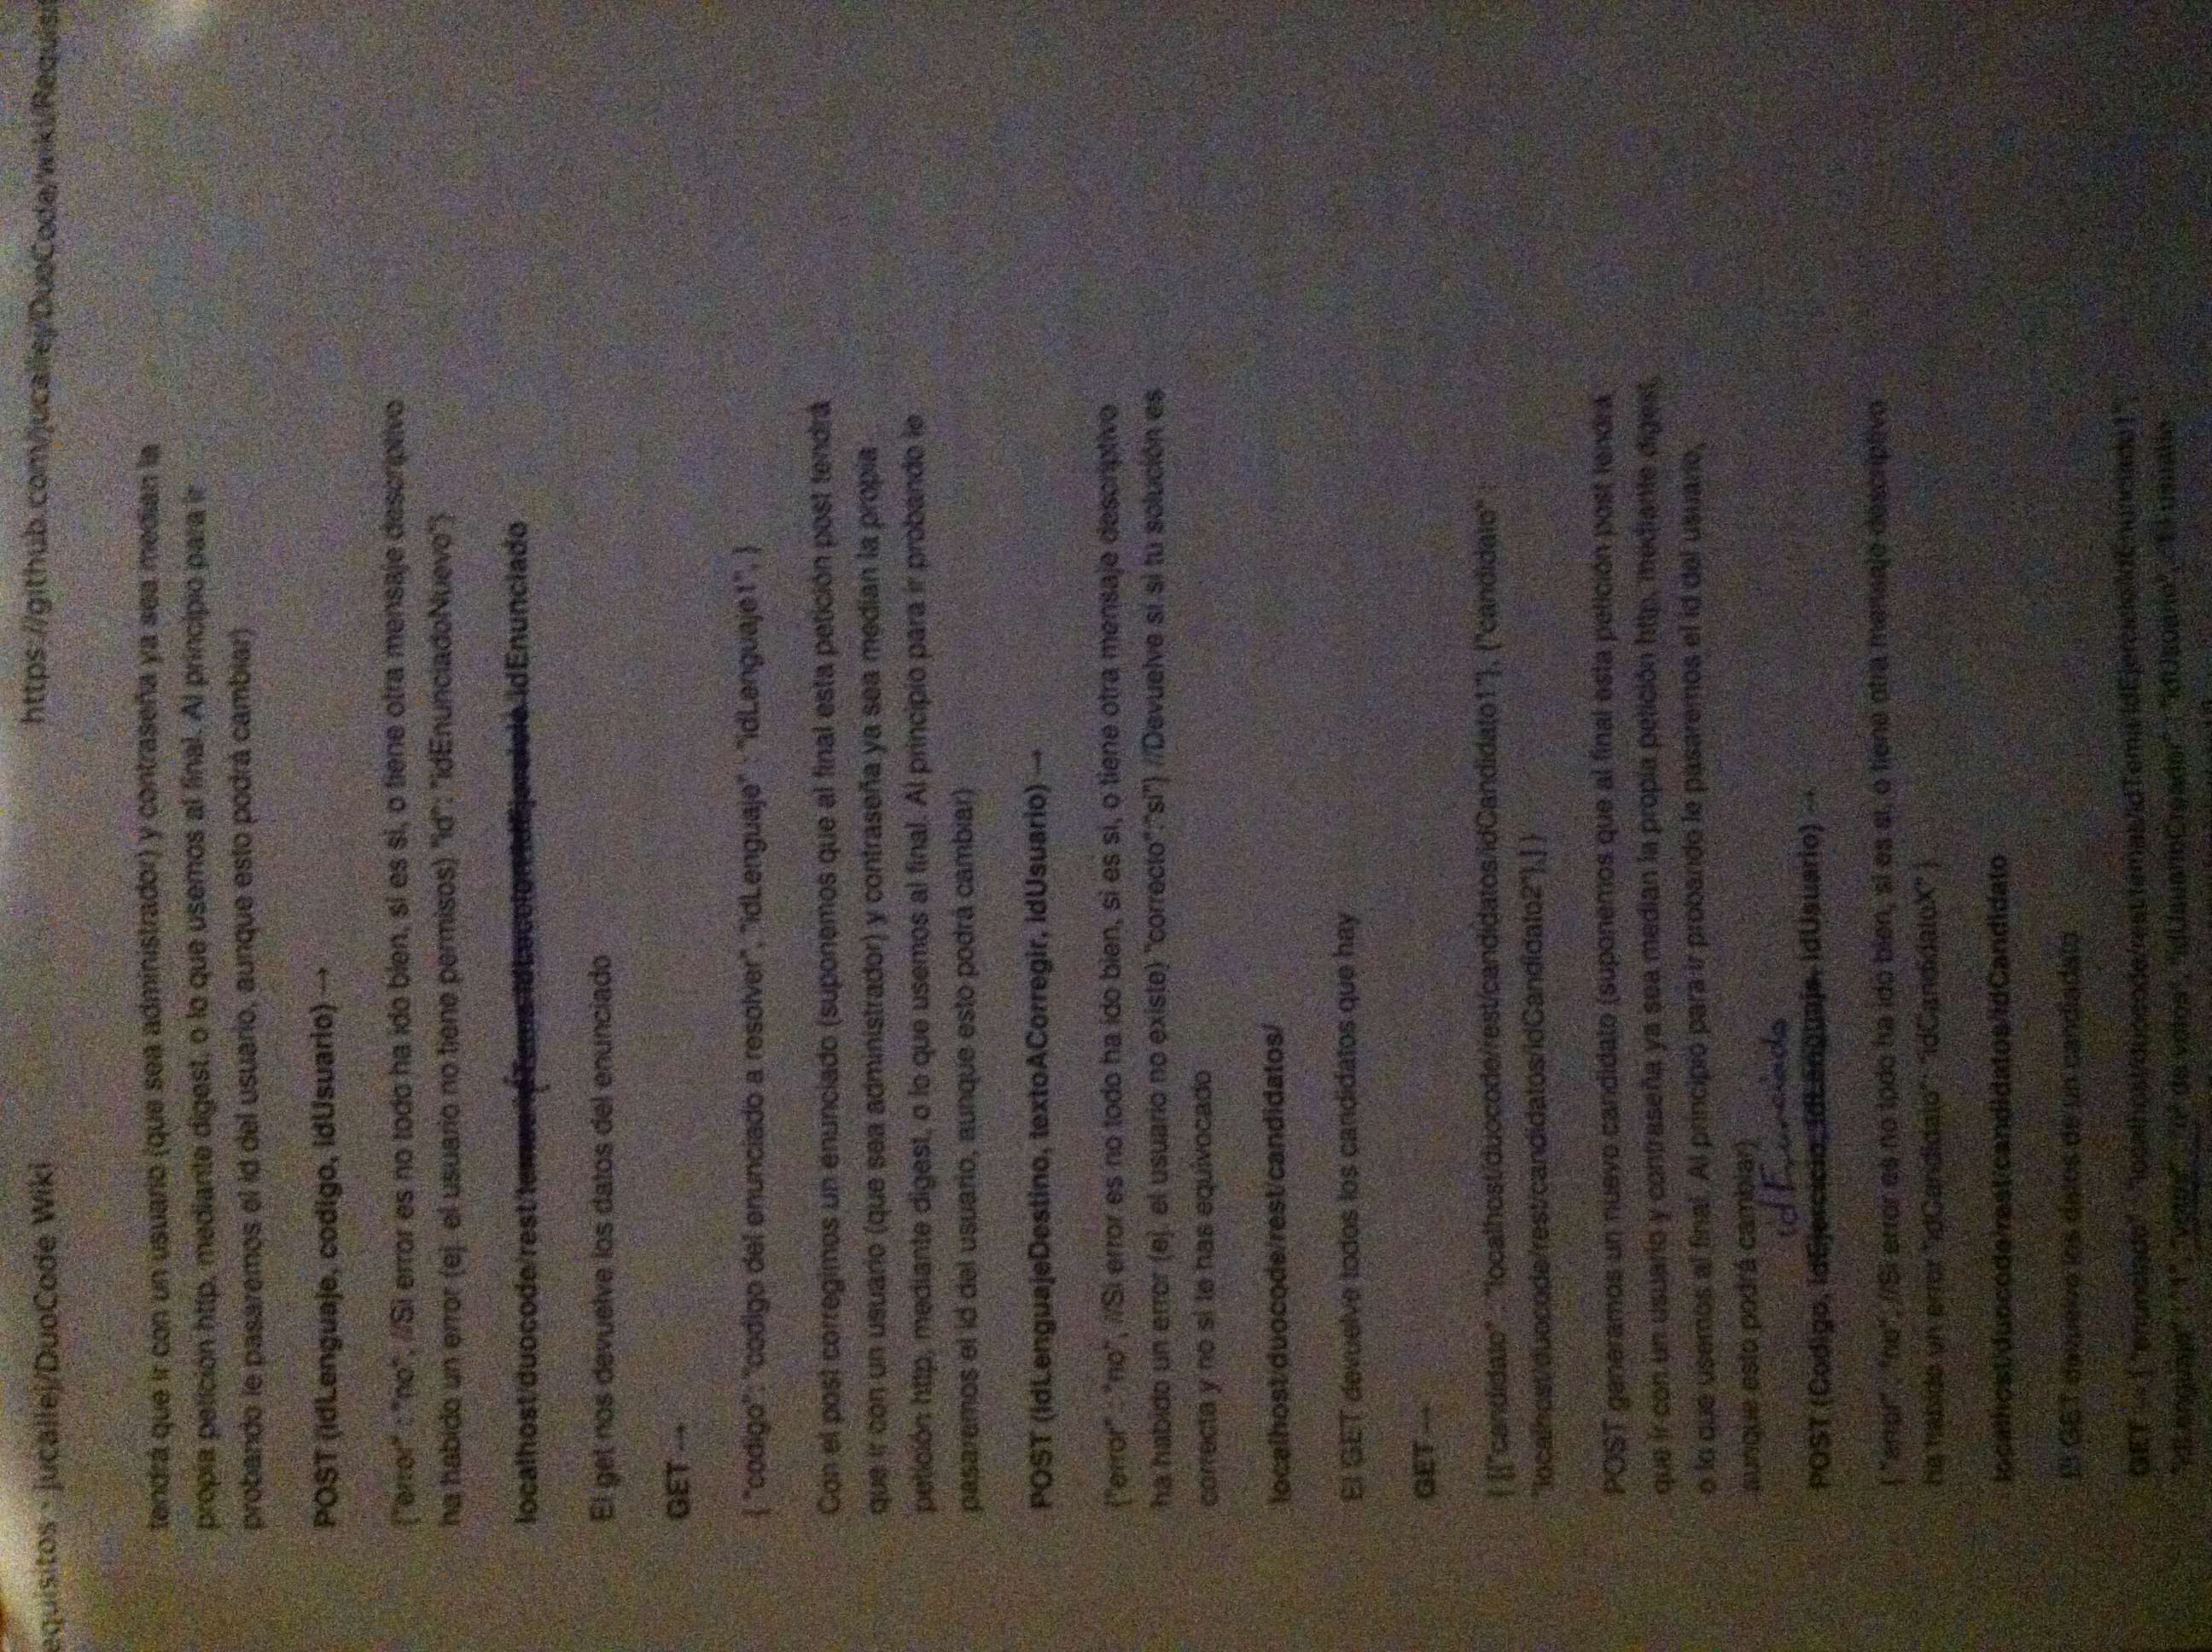 equisitos · jucallej/DuoCode Wiki
https://github.com/jucallej/DuoCode/wiki/Requisi
tendrá que ir con un usuario (que sea administrador) y contraseña ya sea median la
propia petición http, mediante digest, o lo que usemos al final. Al principio para ir
probando le pasaremos el id del usuario, aunque esto podrá cambiar)
POST (idLenguaje, codigo, idUsuario) →
{"error" : "no", //Si error es no todo ha ido bien, si es si, o tiene otra mensaje descriptivo
ha habido un error (ej. el usuario no tiene permisos) "id": "idEnunciadoNuevo"}
localhost/duocode/rest/temas/idTema/idLeccion/idEjercicio/idEnunciado
El get nos devuelve los datos del enunciado
GET →
{ "codigo": "codigo del enunciado a resolver", "idLenguaje" : "idLenguaje1", }
Con el post corregimos un enunciado (suponemos que al final esta petición post tendrá
que ir con un usuario (que sea administrador) y contraseña ya sea median la propia
petición http, mediante digest, o lo que usemos al final. Al principio para ir probando le
pasaremos el id del usuario, aunque esto podrá cambiar)
POST (idLenguajeDestino, textoACorregir, idUsuario) →
{"error" : "no", //Si error es no todo ha ido bien, si es si, o tiene otra mensaje descriptivo
ha habido un error (ej. el usuario no existe) "correcto":"si"} //Devuelve si si tu solución es
correcta y no si te has equivocado
localhost/duocode/rest/candidatos/
El GET devuelve todos los candidatos que hay
GET →
{ [{"candidato" : "localhost/duocode/rest/candidatos/idCandidato1"}, {"candidato" :
"localhost/duocode/rest/candidatos/idCandidato2"},] }
POST generamos un nuevo candidato (suponemos que al final esta petición post tendrá
que ir con un usuario y contraseña ya sea median la propia petición http, mediante digest,
o lo que usemos al final. Al principio para ir probando le pasaremos el id del usuario,
aunque esto podrá cambiar)
idEnunciado
POST (Codigo, idEjercicio, idLenguaje, idUsuario) →
{ "error" : "no", //Si error es no todo ha ido bien, si es si, o tiene otra mensaje descriptivo
ha habido un error "idCandidato": "idCandidatoX" }
localhost/duocode/rest/candidatos/idCandidato
El GET devuelve los datos de un candiadato
GET → { "enunciado" : "localhost/duocode/rest/temas/idTema/idEjercicio/idEnunciado1",
"idLenguaje" : "1", "votos" : "nº de votos", "idUsuarioCreador" : "idUsuario", usuario